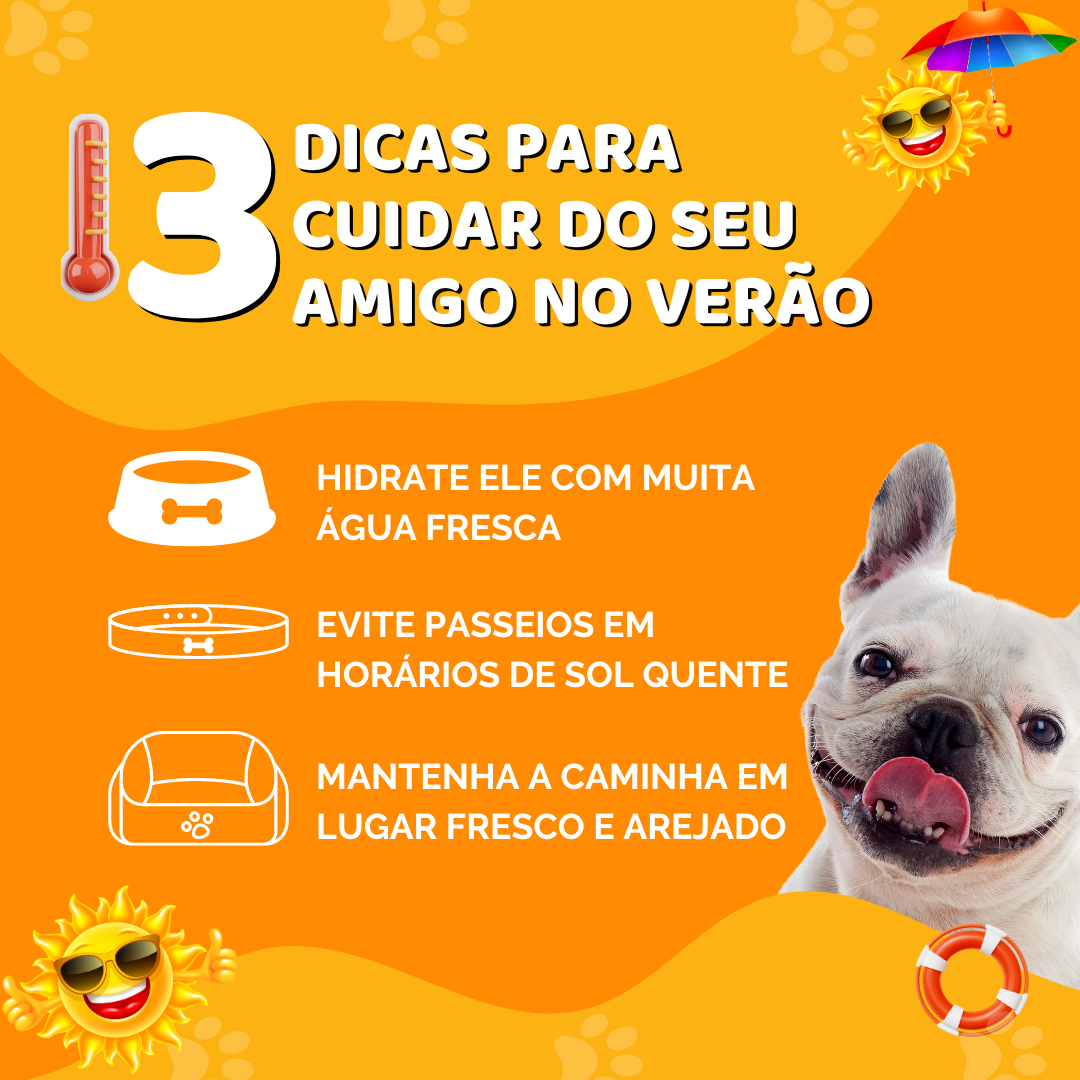 3
DICAS PARA
CUIDAR DO SEU
AMIGO NO VERÃO
HIDRATE ELE COM MUITA
ÁGUA FRESCA
EVITE PASSEIOS EM
HORÁRIOS DE SOL QUENTE
MANTENHA A CAMINHA EM
LUGAR FRESCO E AREJADO